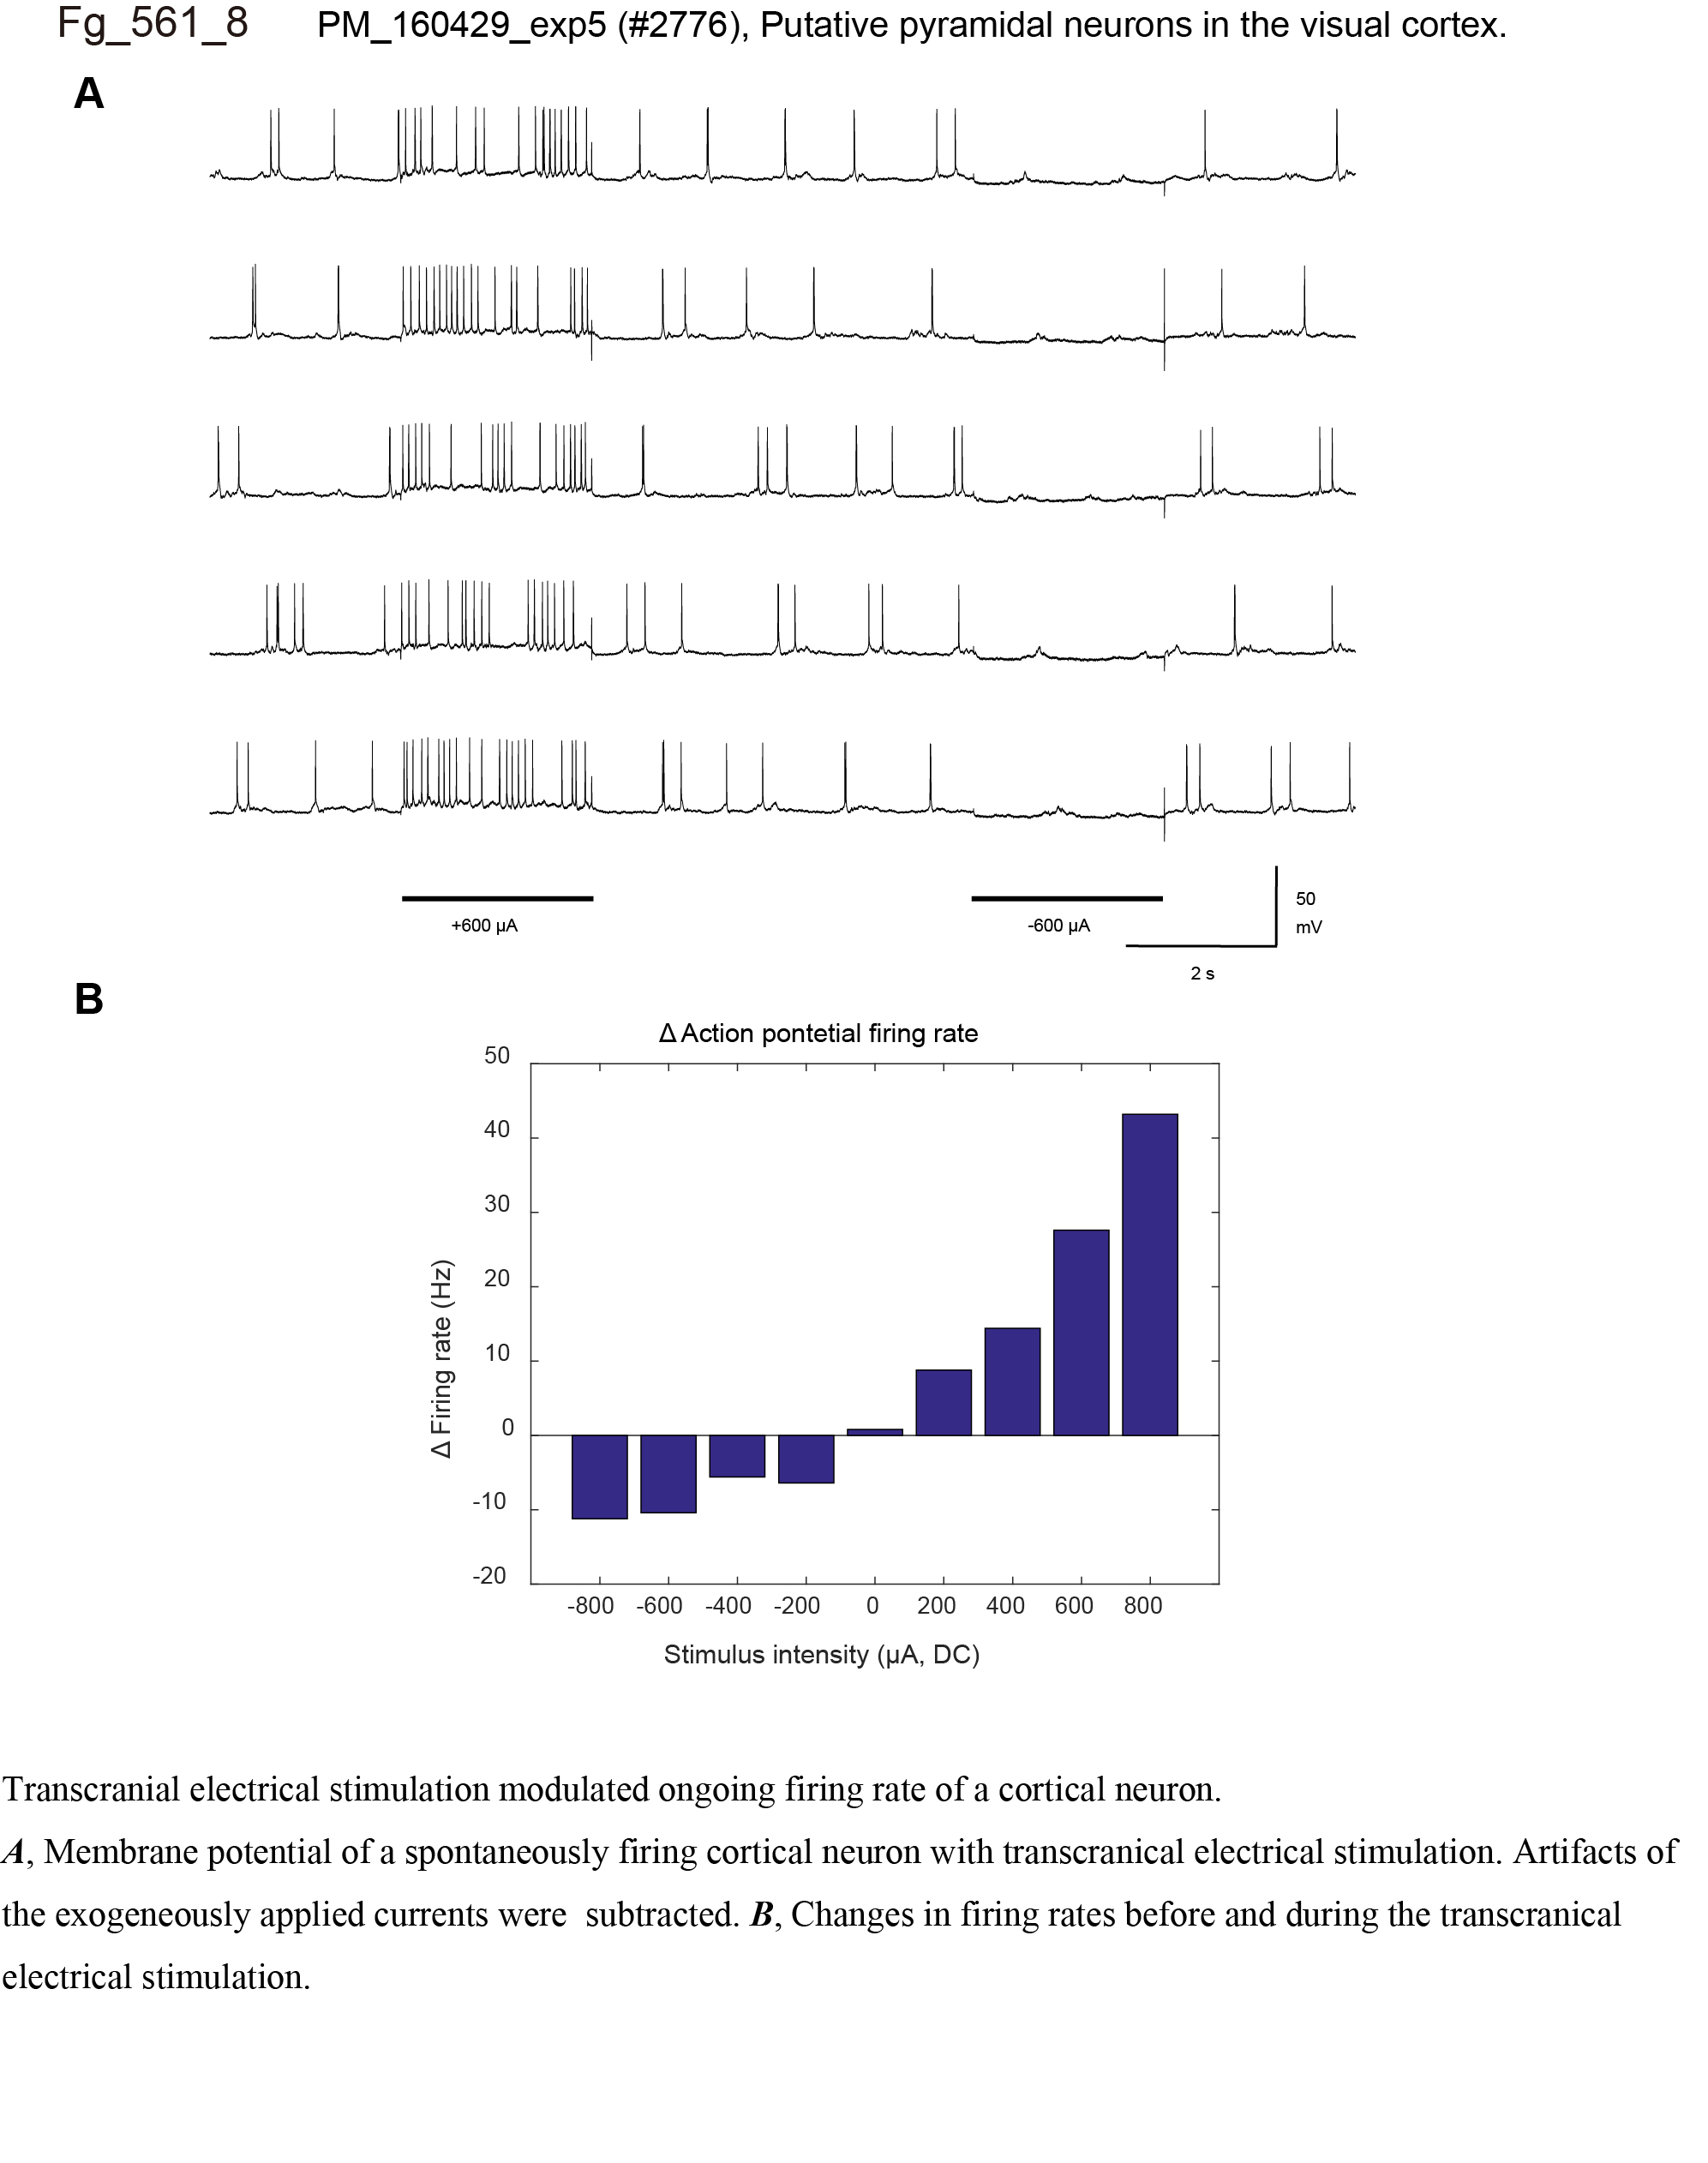 Fg_561_8 PM_160429_exp5 (#2776), Putative pyramidal neurons in the visual cortex.
A
+600 µA
-600 µA
50
mV
2 s
B
Δ Action pontetial firing rate
50
40
30
20
10
0
-10
-20
Δ Firing rate (Hz)
-800 -600 -400 -200 0 200 400 600 800
Stimulus intensity (µA, DC)
Transcranial electrical stimulation modulated ongoing firing rate of a cortical neuron.
A, Membrane potential of a spontaneously firing cortical neuron with transcranical electrical stimulation. Artifacts of
the exogeneously applied currents were  subtracted. B, Changes in firing rates before and during the transcranical
electrical stimulation.